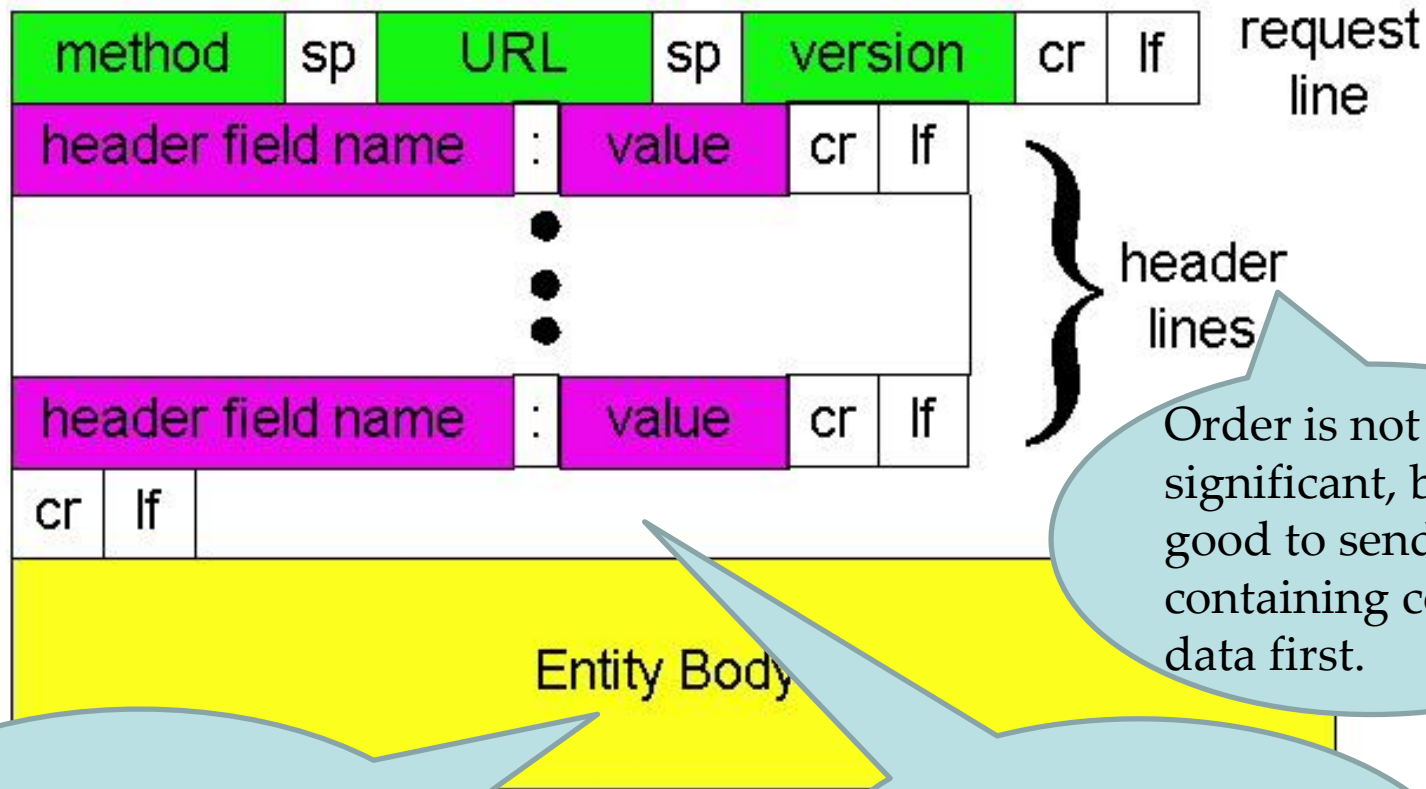 method sp URL sp version cr lf
request
line
header field name : value cr lf
header
lines
header field name : value cr lf
cr lf
Order is not
significant,
good to send
containing
data first.
Entity Body